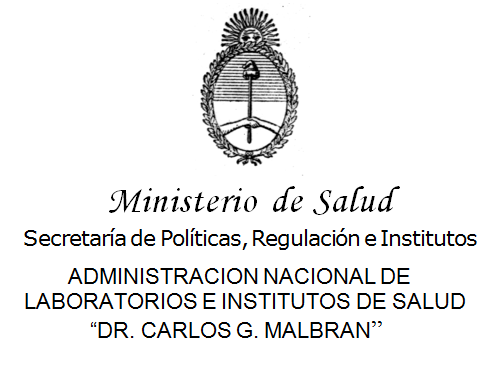 Ministerio de Salud
Secretaría de Políticas, Regulación e Institutos
ADMINISTRACION NACIONAL DE
LABORATORIOS E INSTITUTOS DE SALUD
“DR. CARLOS G. MALBRAN”